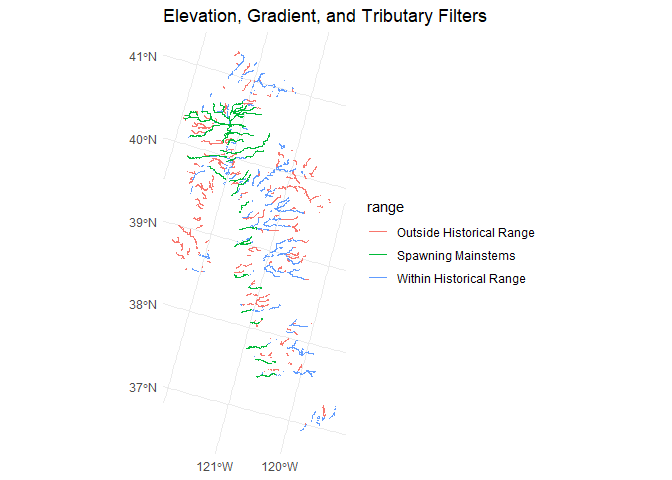 Elevation, Gradient, and Tributary Filters
41°N
40°N
39°N
38°N
37°N
121°W
120°W
range
Outside Historical Range
Spawning Mainstems
Within Historical Range